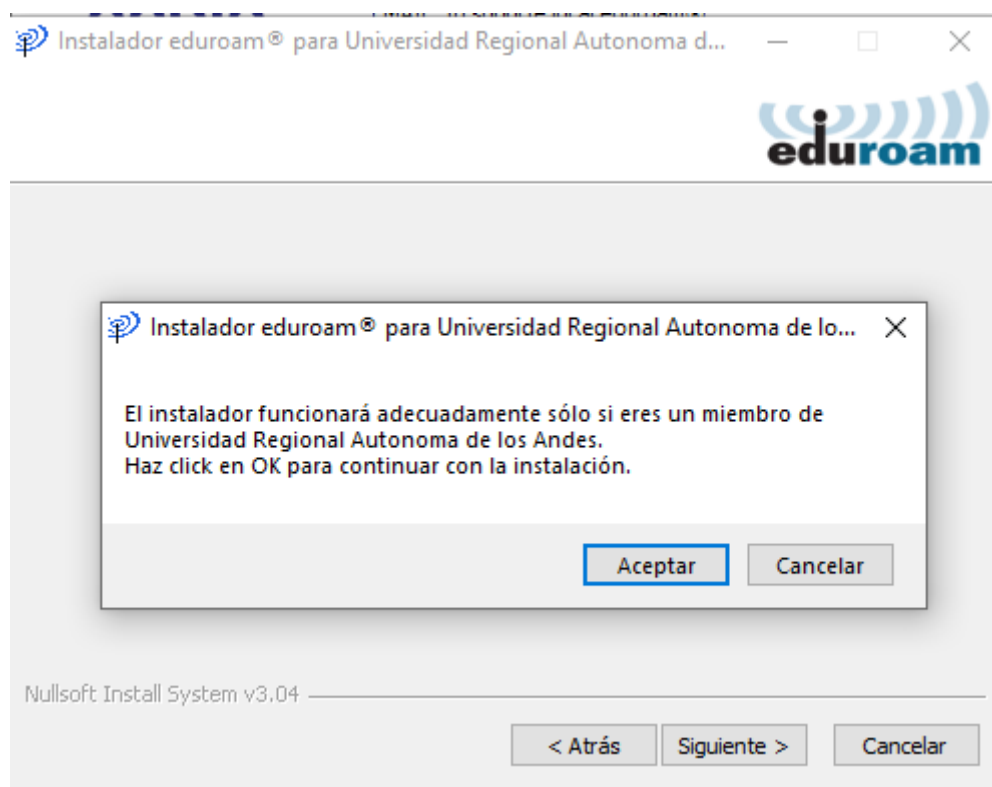 Instalador eduroam® para Universidad Regional Autonoma d...
eduroam
Instalador eduroam® para Universidad Regional Autonoma de lo...
El instalador funcionará adecuadamente sólo si eres un miembro de
Universidad Regional Autonoma de los Andes.
Haz click en OK para continuar con la instalación.
Aceptar
Cancelar
Nullsoft Install System v3.04
< Atrás
Siguiente >
Cancelar